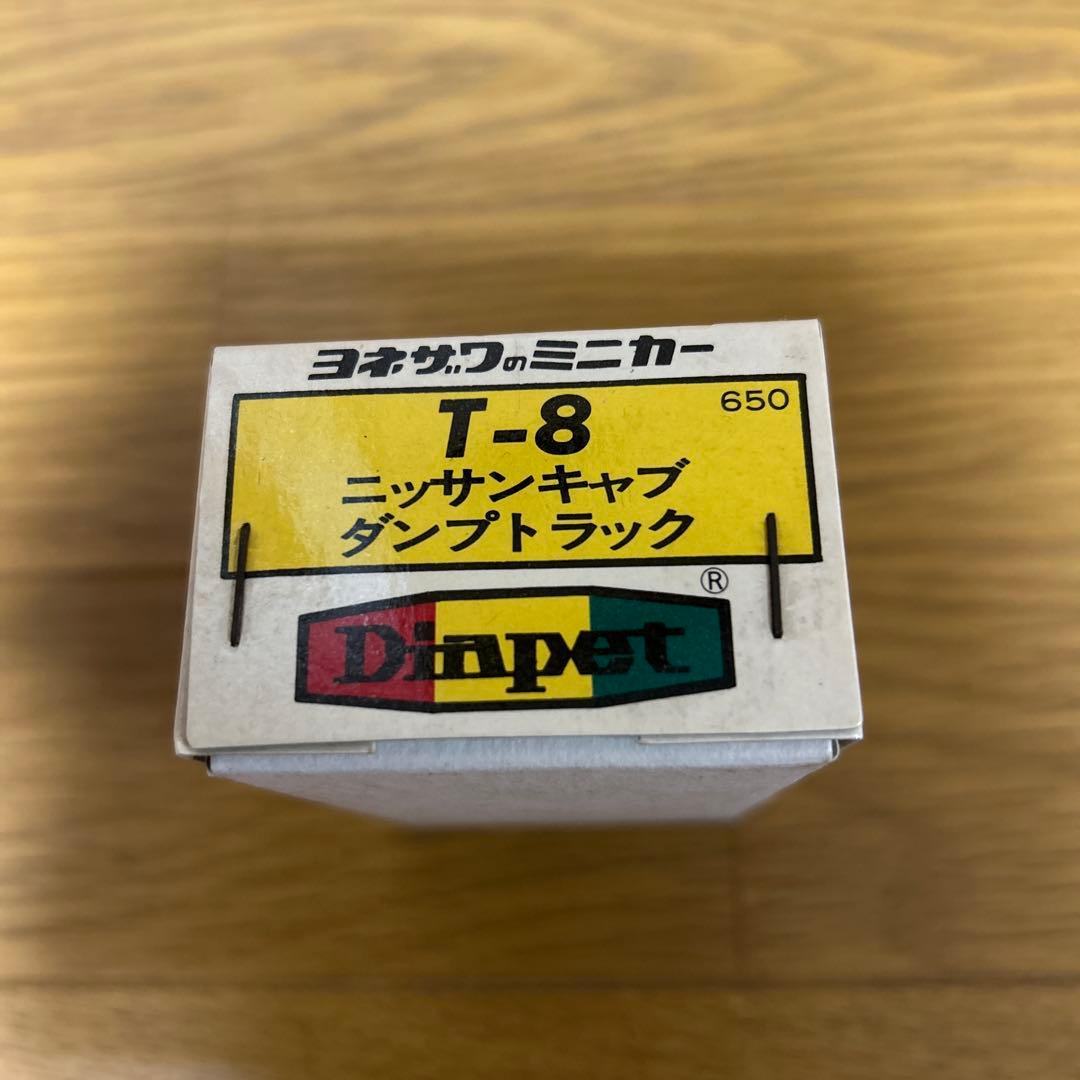 ヨネザワのミニカー
T-8
650
ニッサンキャブ
ダンプトラック
®
Diapet